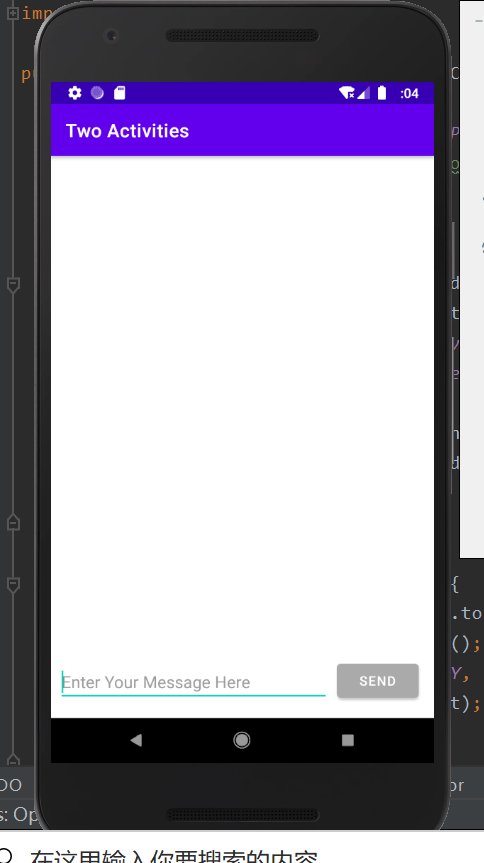 imp
:04
Two Activities
Enter Your Message Here
SEND
{
.to
();
Y,
t);
DO
or
s: Op
在这里输入你要搜索的内容